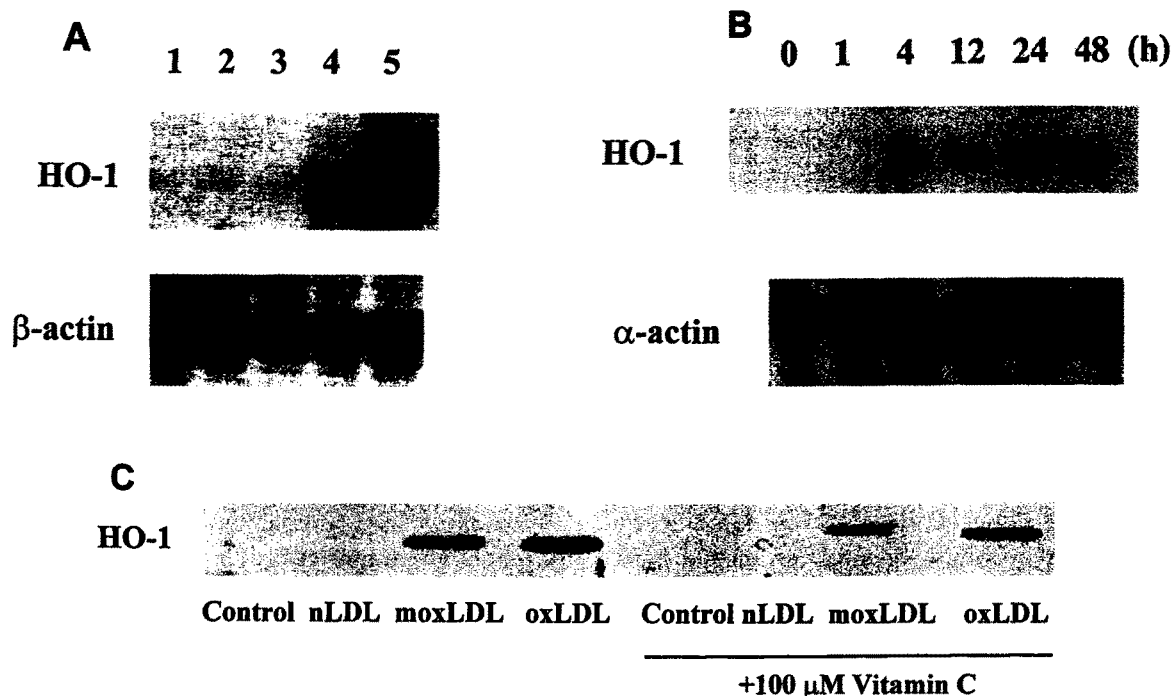 A
1 2 3 4 5
HO-1
β-actin
B
0 1 4 12 24 48 (h)
HO-1
α-actin
C
HO-1
Control nLDL moxLDL oxLDL Control nLDL moxLDL oxLDL
+100 μM Vitamin C